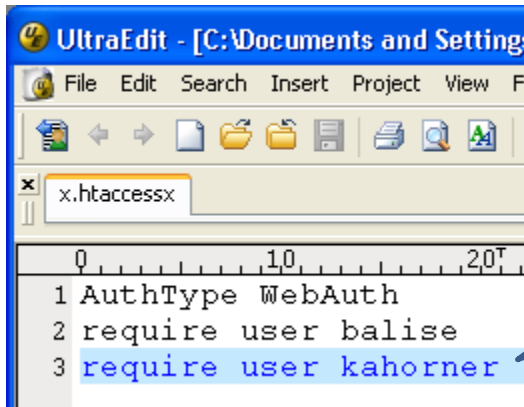 UltraEdit - [C:\Documents and Settings
File Edit Search Insert Project View F
x.htaccessx
0 10 20
1 AuthType WebAuth
2 require user balise
3 require user kahorner